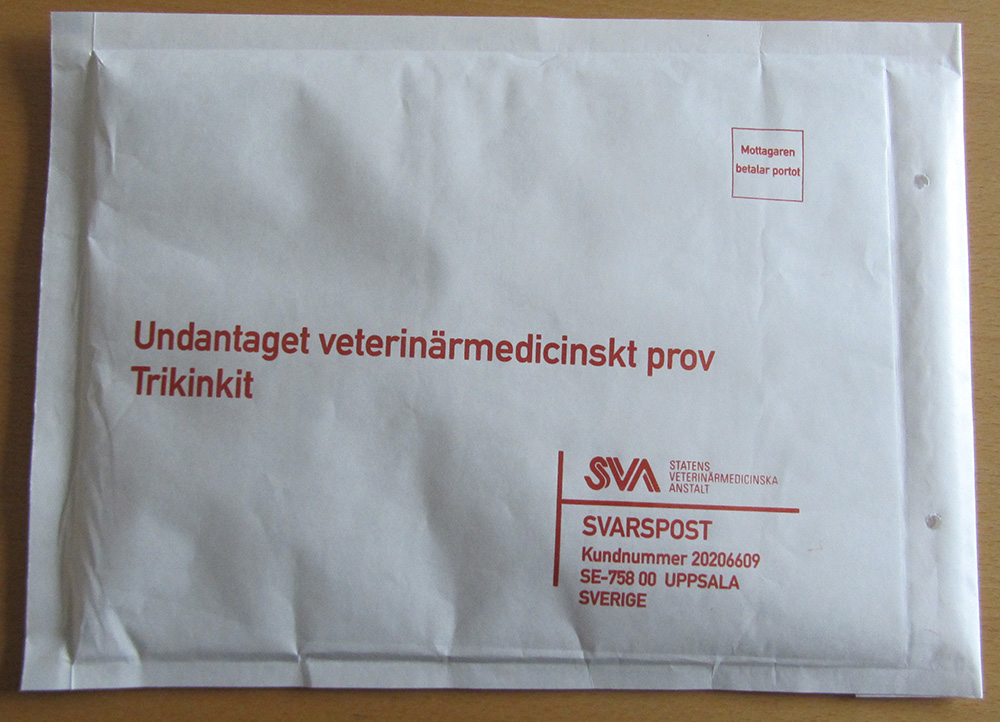 Mottagaren
betalar portot
Undantaget veterinärmedicinskt prov
Trikinkit
SVA
STATENS
VETERINÄRMEDICINSKA
ANSTALT
SVARSPOST
Kundnummer 20206609
SE-758 00 UPPSALA
SVERIGE